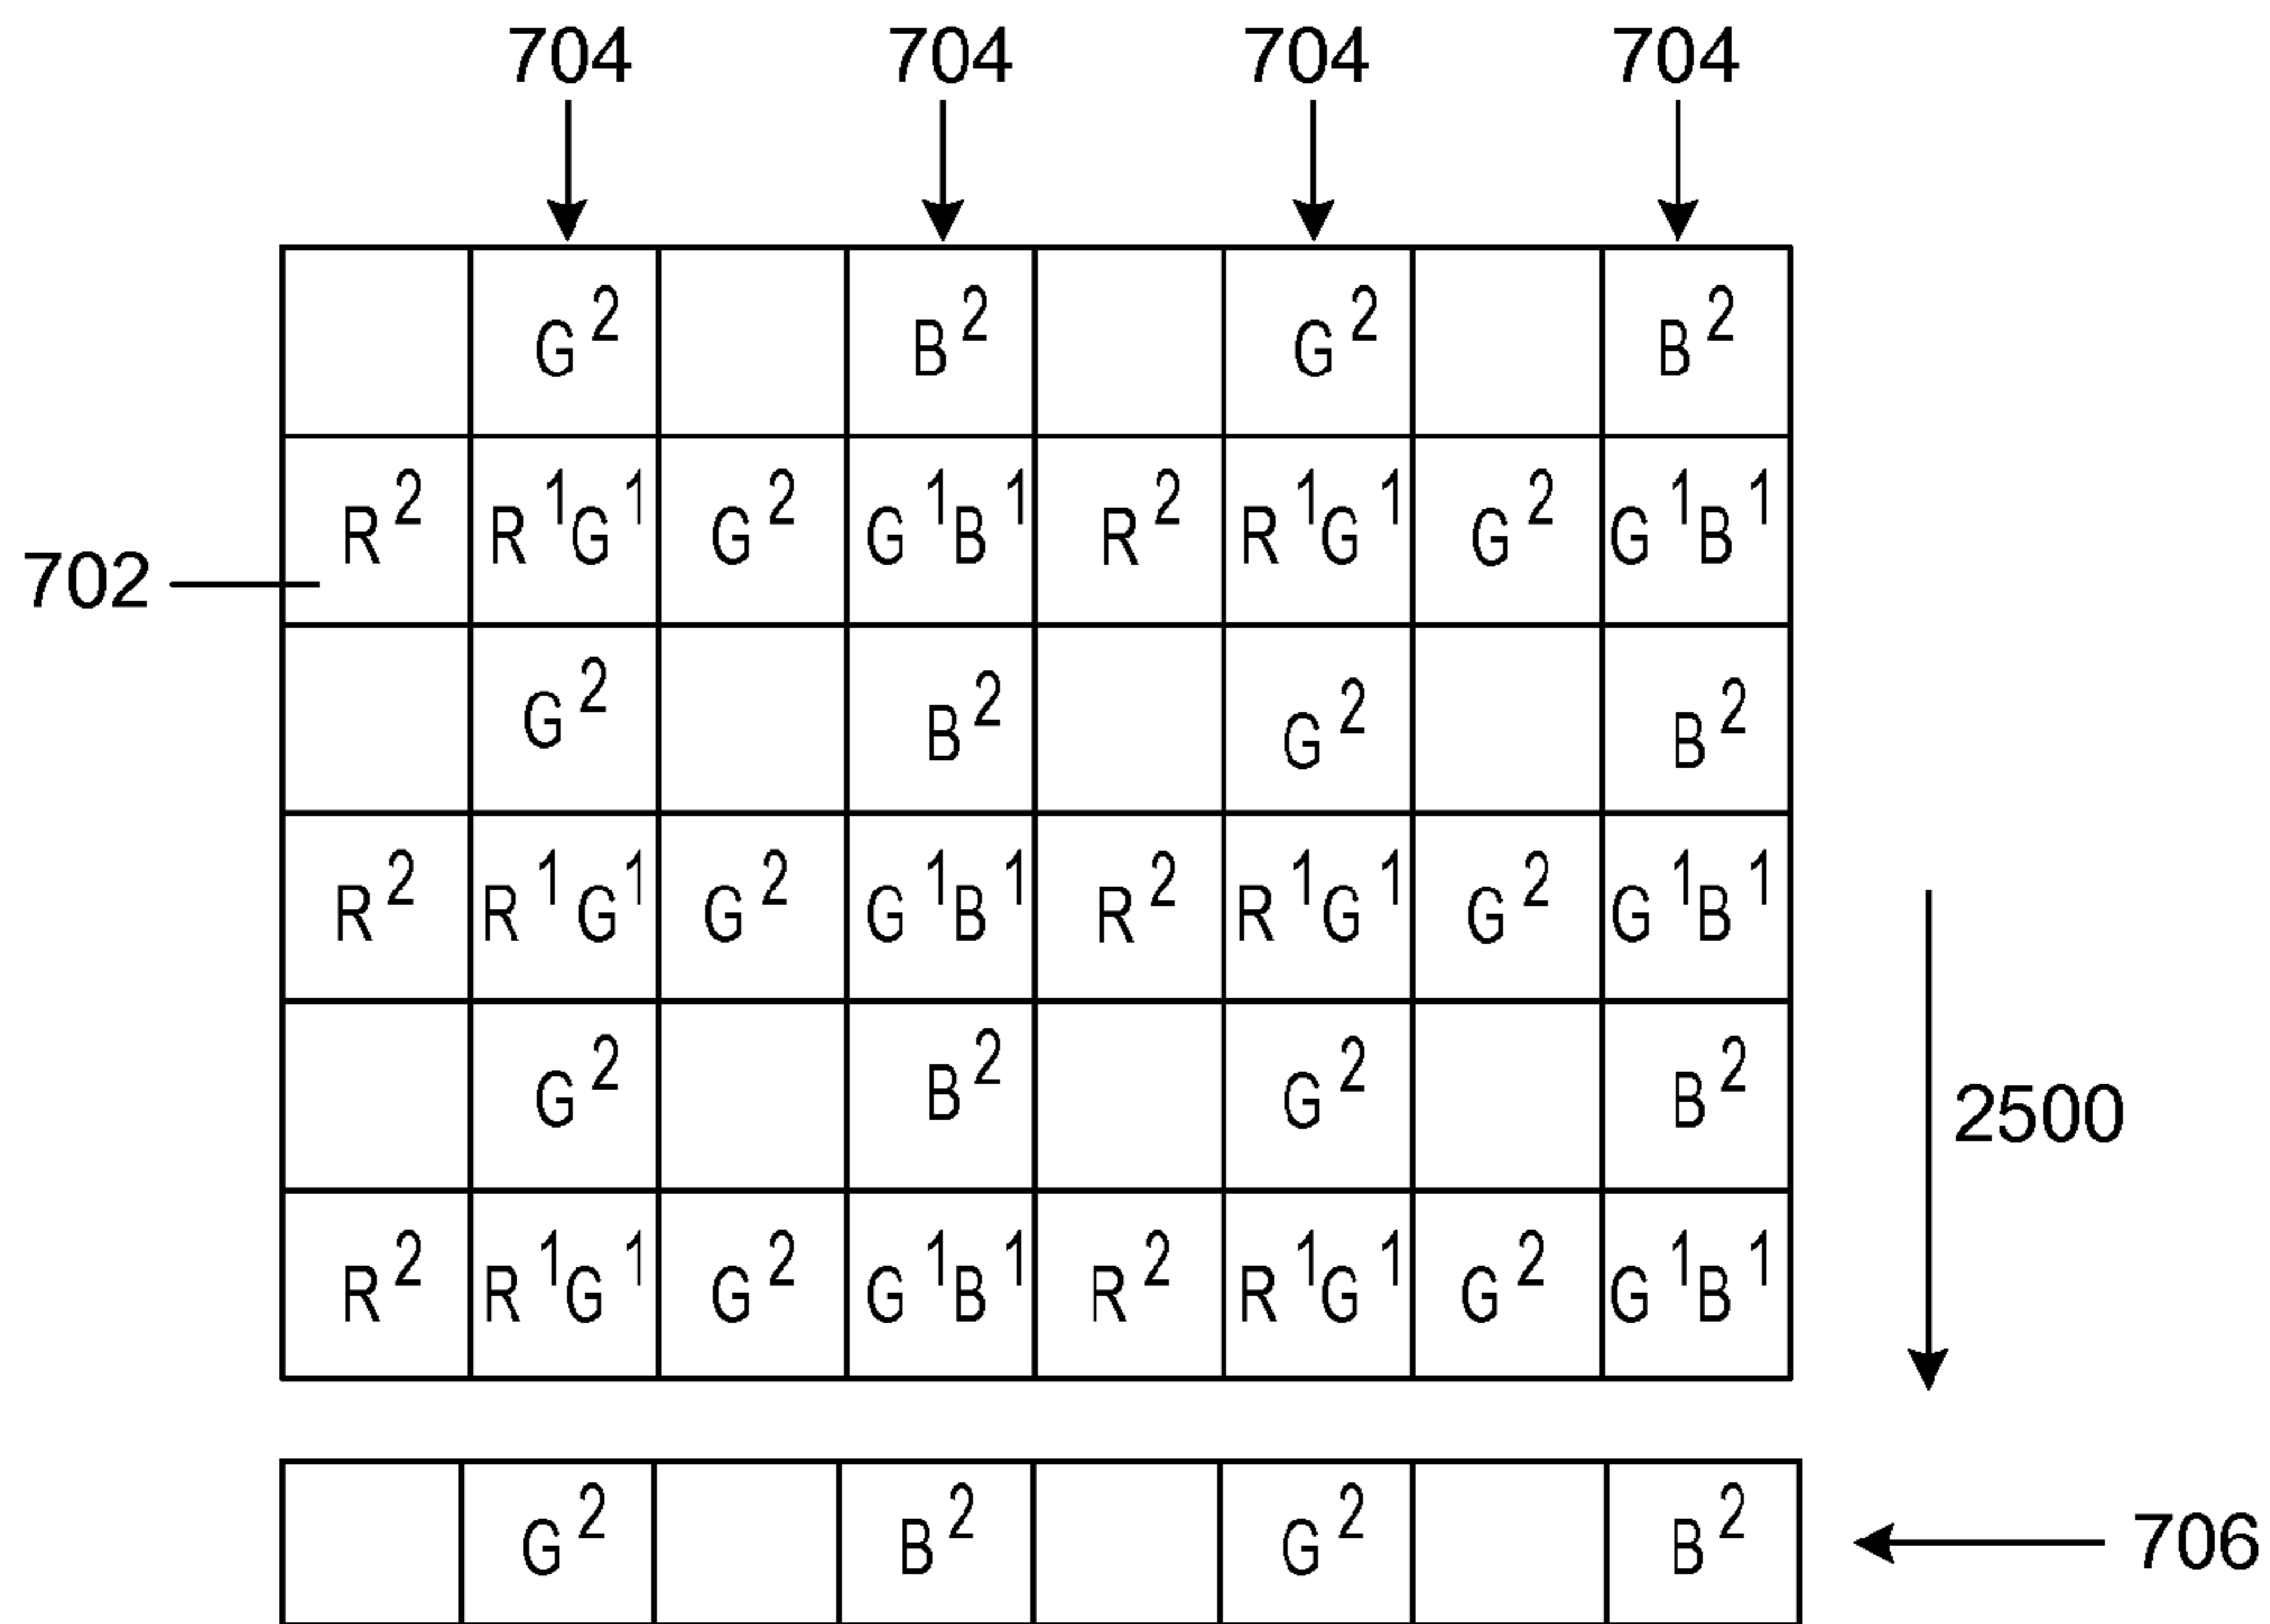 704 704 704 704
G² B² G² B²
R² R¹G¹ G² G¹B¹ R² R¹G¹ G² G¹B¹
702
G² B² G² B²
R² R¹G¹ G² G¹B¹ R² R¹G¹ G² G¹B¹
G² B² G² B²
2500
R² R¹G¹ G² G¹B¹ R² R¹G¹ G² G¹B¹
G² B² G² B²
706